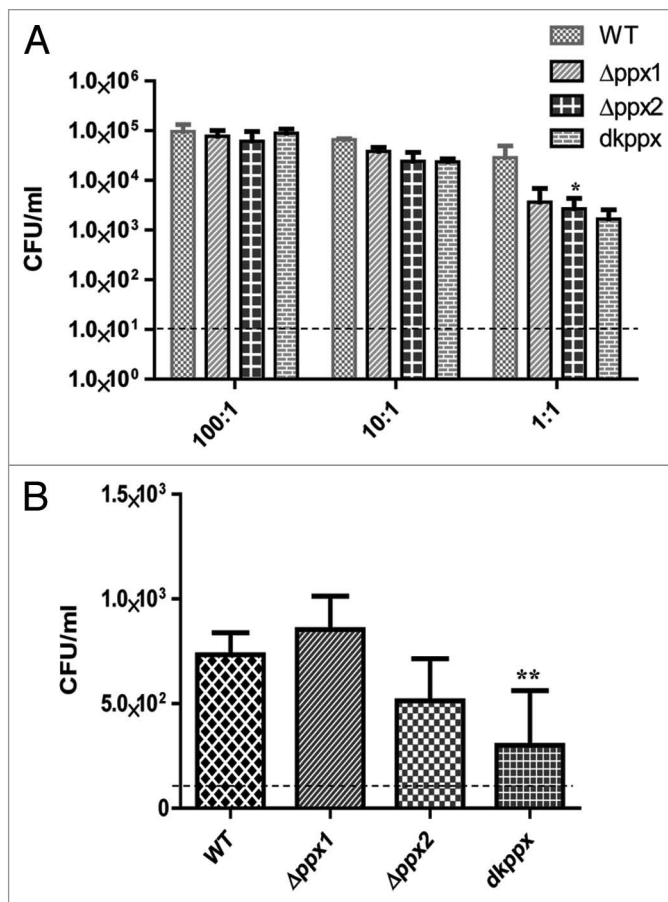 A
WT
Δppx1
Δppx2
dkppx
CFU/ml
1.0×10⁶
1.0×10⁵
1.0×10⁴
1.0×10³
1.0×10²
1.0×10¹
1.0×10⁰
*
100:1
10:1
1:1
B
CFU/ml
1.5×10³
1.0×10³
5.0×10²
0
**
WT
Δppx1
Δppx2
dkppx